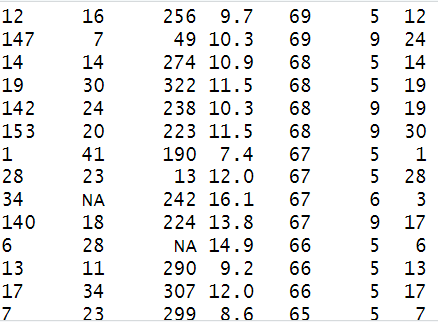 12 16 256 9.7 69 5 12
147 7 49 10.3 69 9 24
14 14 274 10.9 68 5 14
19 30 322 11.5 68 5 19
142 24 238 10.3 68 9 19
153 20 223 11.5 68 9 30
1 41 190 7.4 67 5 1
28 23 13 12.0 67 5 28
34 NA 242 16.1 67 6 3
140 18 224 13.8 67 9 17
6 28 NA 14.9 66 5 6
13 11 290 9.2 66 5 13
17 34 307 12.0 66 5 17
7 23 299 8.6 65 5 7